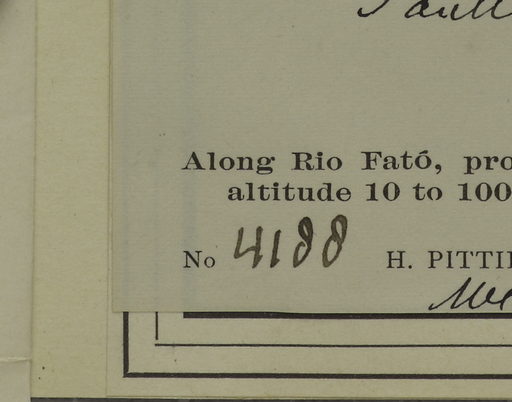 Along Rio Fató, pro
altitude 10 to 100
No 4188 H. PITTI